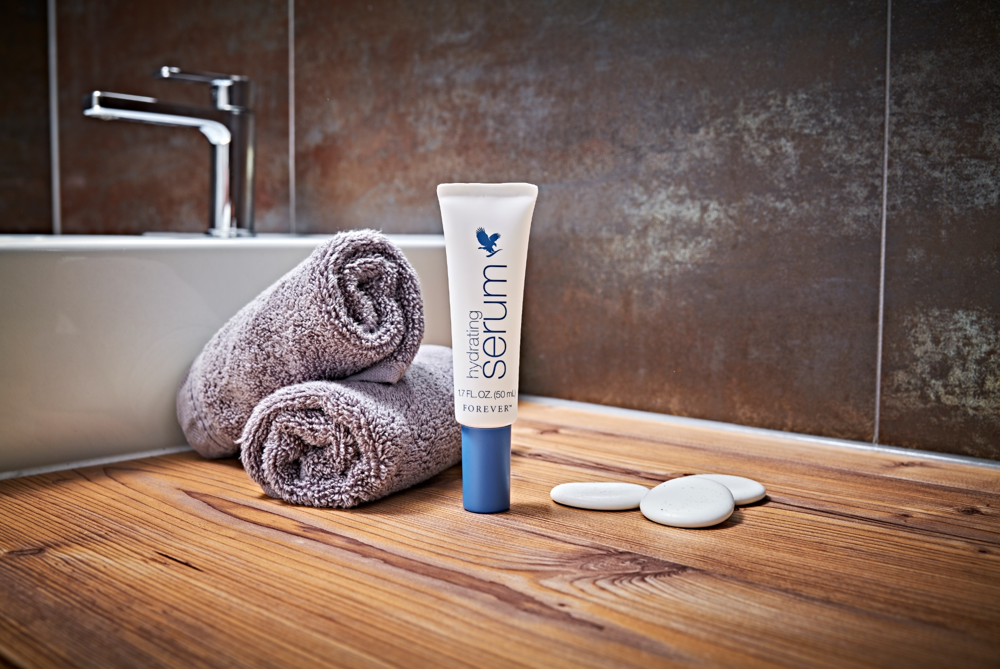 hydrating
serum
1.7 FL. OZ. (50 mL)
FOREVER™